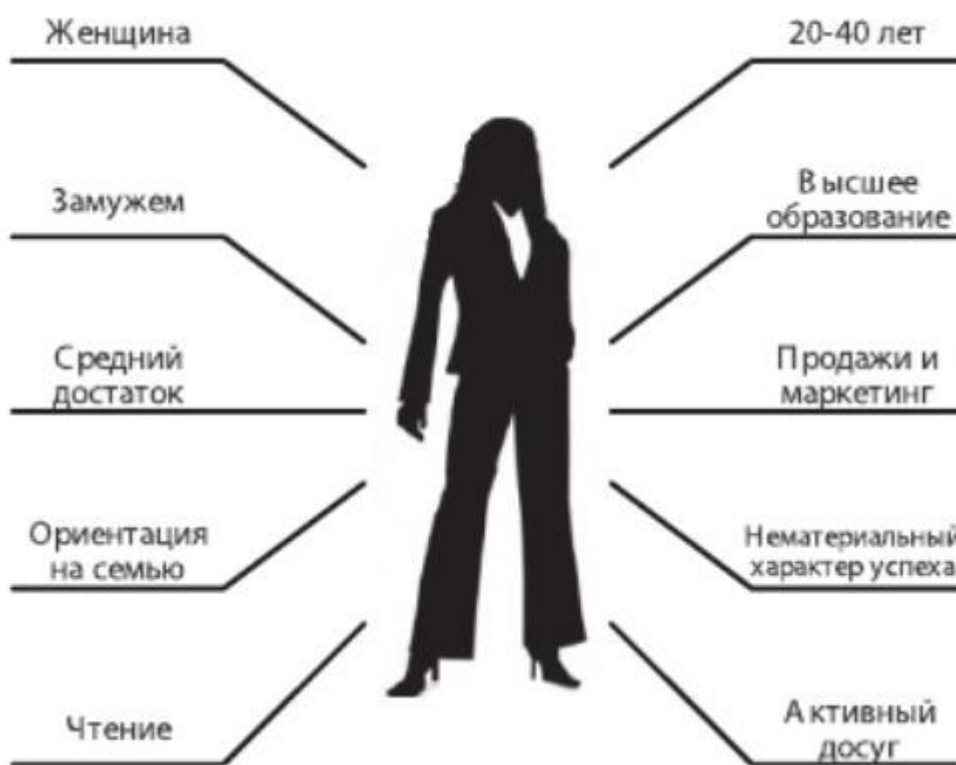 Женщина
20-40 лет
Замужем
Высшее
образование
Средний
достаток
Продажи и
маркетинг
Ориентация
на семью
Нематериальный
характер успеха
Чтение
Активный
досуг